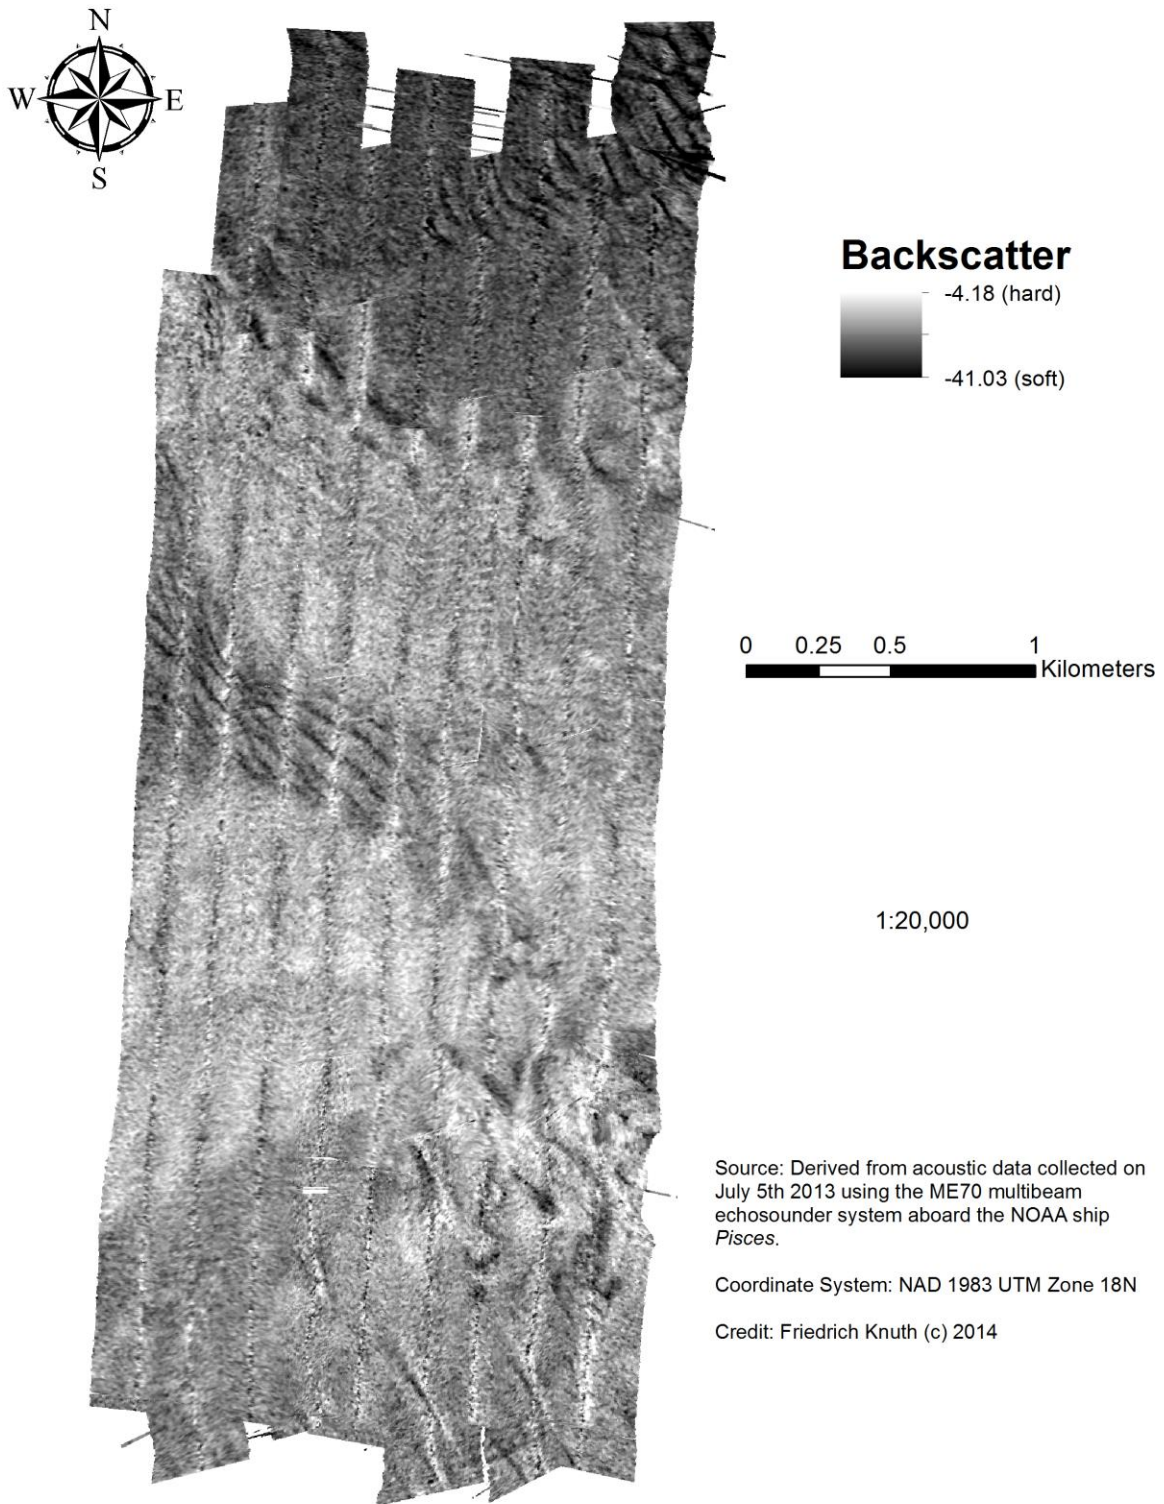 N
W
E
S
Backscatter
-4.18 (hard)
-41.03 (soft)
0 0.25 0.5 1
Kilometers
1:20,000
Source: Derived from acoustic data collected on
July 5th 2013 using the ME70 multibeam
echosounder system aboard the NOAA ship
Pisces.
Coordinate System: NAD 1983 UTM Zone 18N
Credit: Friedrich Knuth (c) 2014